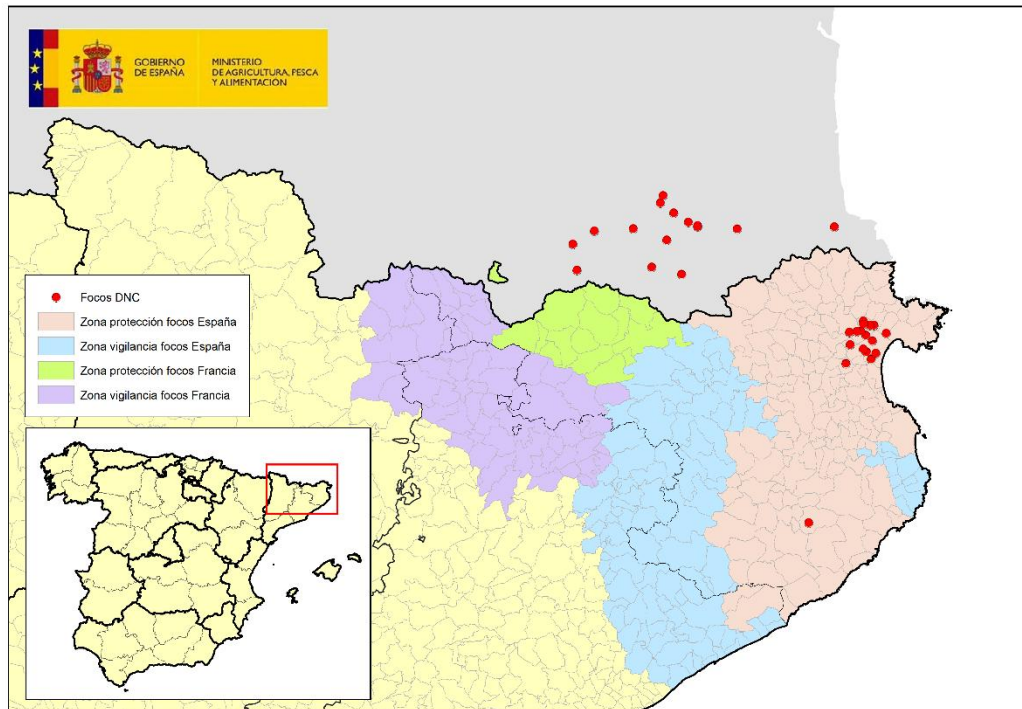 GOBIERNO
DE ESPAÑA
MINISTERIO
DE AGRICULTURA, PESCA
Y ALIMENTACIÓN
Focos DNC
Zona protección focos España
Zona vigilancia focos España
Zona protección focos Francia
Zona vigilancia focos Francia